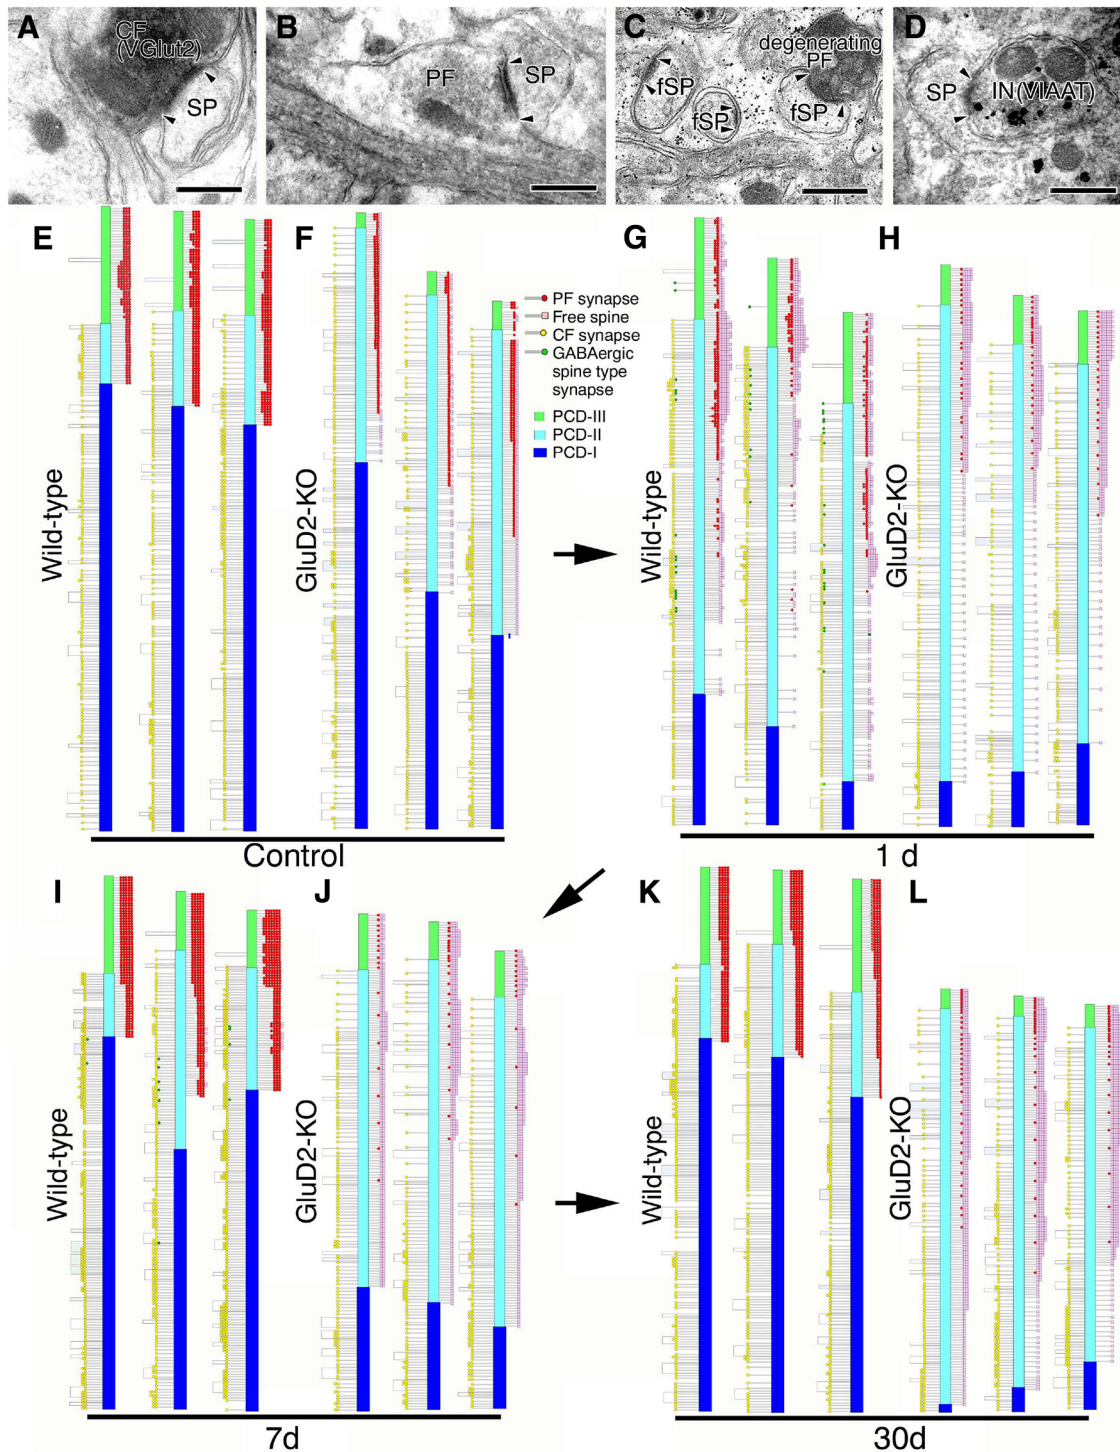 A
CF
(VGlut2)
SP
B
PF
SP
C
degenerating
PF
fSP
fSP
fSP
D
SP
IN(VIAAT)
E
F
G
H
PF synapse
Free spine
CF synapse
GABAergic
spine type
synapse
PCD-III
PCD-II
PCD-I
Wild-type
GluD2-KO
Wild-type
GluD2-KO
Control
1 d
I
J
K
L
Wild-type
GluD2-KO
Wild-type
GluD2-KO
7d
30d